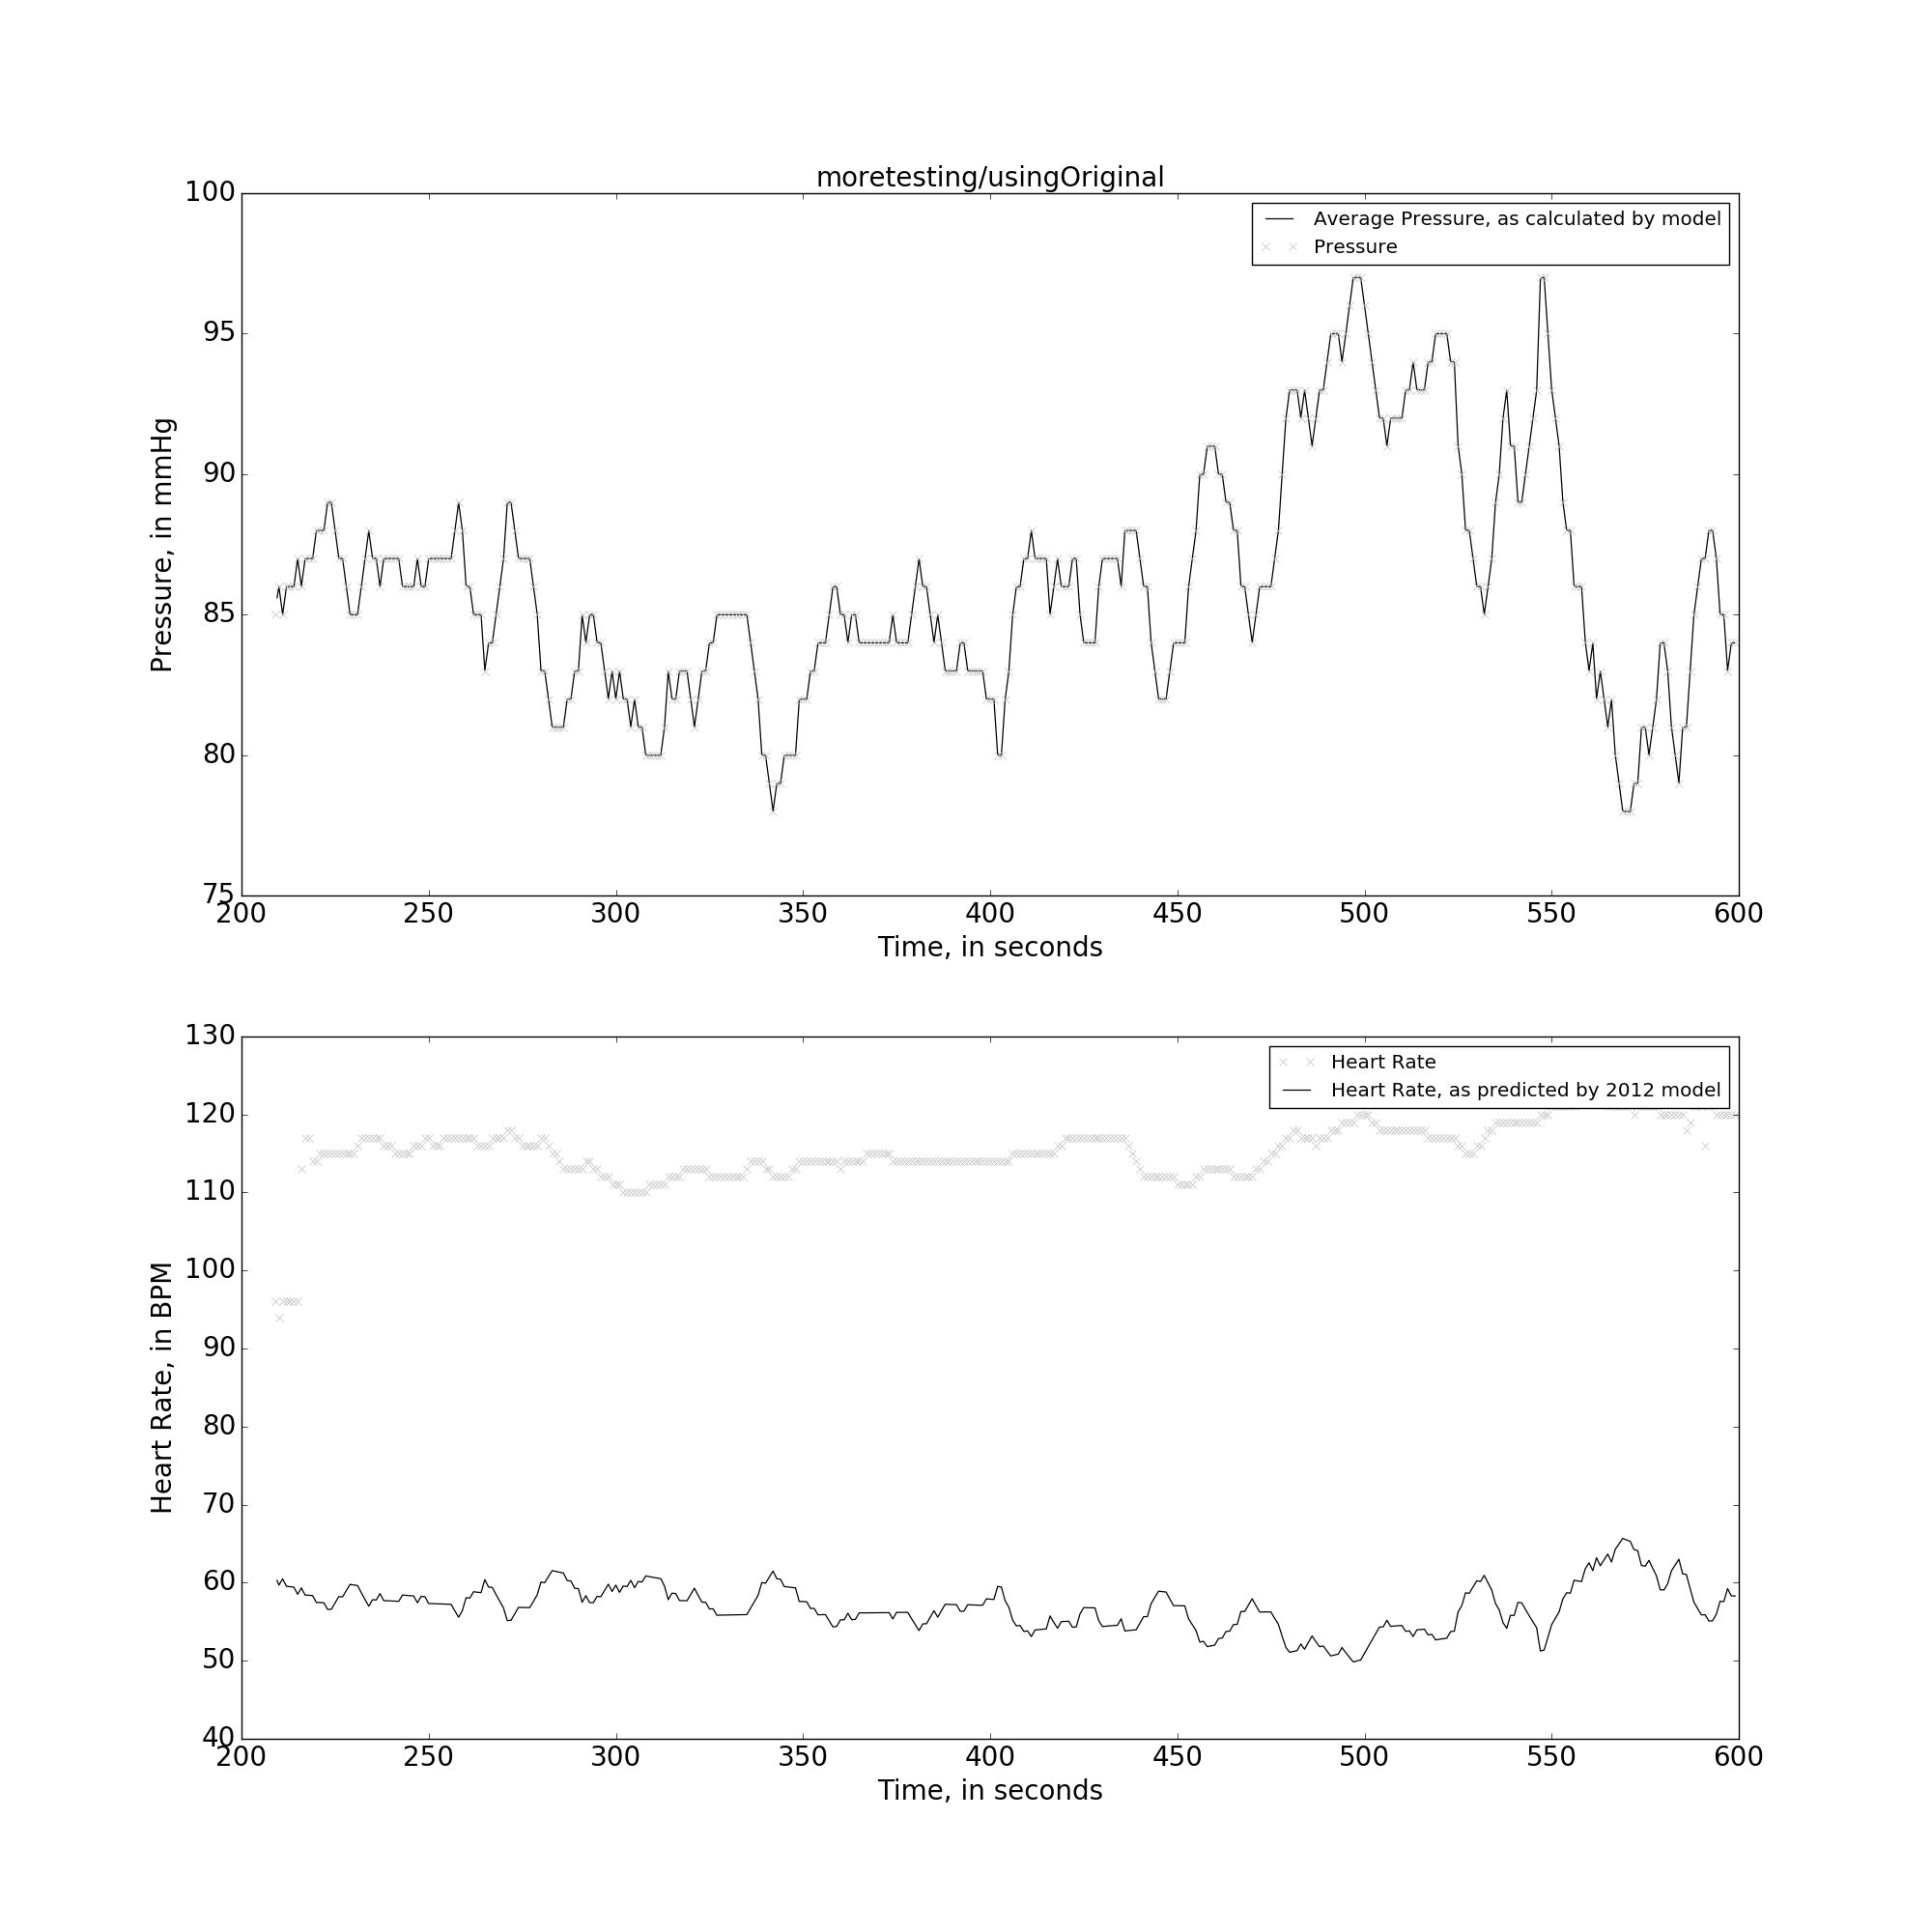 moretesting/usingOriginal
100
95
90
85
80
75
Pressure, in mmHg
Average Pressure, as calculated by model
Pressure
200 250 300 350 400 450 500 550 600
Time, in seconds
130
120
110
100
90
80
70
60
50
40
Heart Rate, in BPM
Heart Rate
Heart Rate, as predicted by 2012 model
200 250 300 350 400 450 500 550 600
Time, in seconds